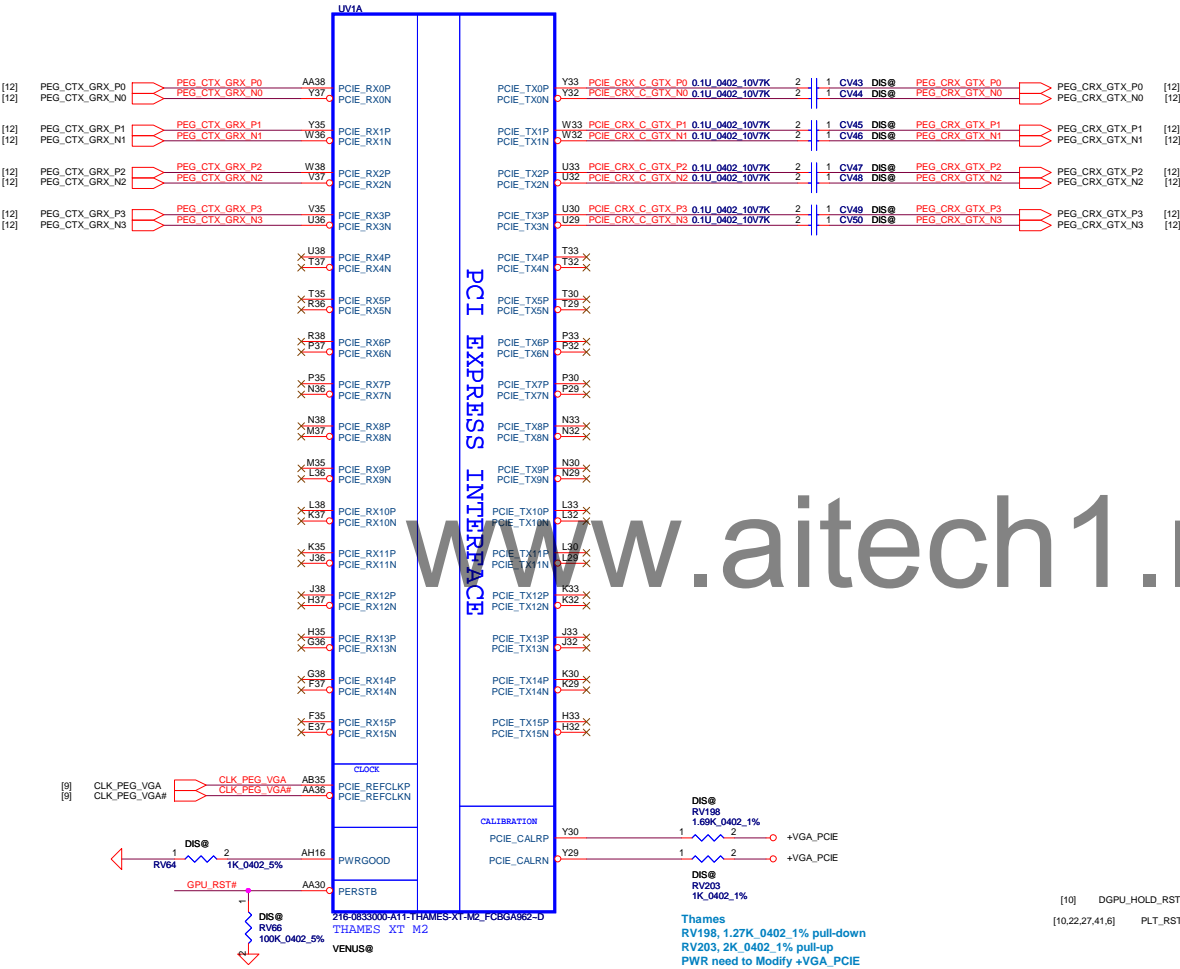 UV1A
[12] PEG_CTX_GRX_P0 PEG_CTX_GRX_P0 AA38 PCIE_RX0P PCIE_TX0P Y33 PCIE_CRX_C_GTX_P0 0.1U_0402_10V7K 2 1 CV43 DIS@ PEG_CRX_GTX_P0 PEG_CRX_GTX_P0 [12]
[12] PEG_CTX_GRX_N0 PEG_CTX_GRX_N0 Y37 PCIE_RX0N PCIE_TX0N Y32 PCIE_CRX_C_GTX_N0 0.1U_0402_10V7K 2 1 CV44 DIS@ PEG_CRX_GTX_N0 PEG_CRX_GTX_N0 [12]
[12] PEG_CTX_GRX_P1 PEG_CTX_GRX_P1 Y35 PCIE_RX1P PCIE_TX1P W33 PCIE_CRX_C_GTX_P1 0.1U_0402_10V7K 2 1 CV45 DIS@ PEG_CRX_GTX_P1 PEG_CRX_GTX_P1 [12]
[12] PEG_CTX_GRX_N1 PEG_CTX_GRX_N1 W36 PCIE_RX1N PCIE_TX1N W32 PCIE_CRX_C_GTX_N1 0.1U_0402_10V7K 2 1 CV46 DIS@ PEG_CRX_GTX_N1 PEG_CRX_GTX_N1 [12]
[12] PEG_CTX_GRX_P2 PEG_CTX_GRX_P2 W38 PCIE_RX2P PCIE_TX2P U33 PCIE_CRX_C_GTX_P2 0.1U_0402_10V7K 2 1 CV47 DIS@ PEG_CRX_GTX_P2 PEG_CRX_GTX_P2 [12]
[12] PEG_CTX_GRX_N2 PEG_CTX_GRX_N2 V37 PCIE_RX2N PCIE_TX2N U32 PCIE_CRX_C_GTX_N2 0.1U_0402_10V7K 2 1 CV48 DIS@ PEG_CRX_GTX_N2 PEG_CRX_GTX_N2 [12]
[12] PEG_CTX_GRX_P3 PEG_CTX_GRX_P3 V35 PCIE_RX3P PCIE_TX3P U30 PCIE_CRX_C_GTX_P3 0.1U_0402_10V7K 2 1 CV49 DIS@ PEG_CRX_GTX_P3 PEG_CRX_GTX_P3 [12]
[12] PEG_CTX_GRX_N3 PEG_CTX_GRX_N3 U36 PCIE_RX3N PCIE_TX3N U29 PCIE_CRX_C_GTX_N3 0.1U_0402_10V7K 2 1 CV50 DIS@ PEG_CRX_GTX_N3 PEG_CRX_GTX_N3 [12]
U38 PCIE_RX4P PCIE_TX4P T33
T37 PCIE_RX4N PCIE_TX4N T32
T35 PCIE_RX5P PCIE_TX5P T30
R36 PCIE_RX5N PCIE_TX5N T29
R38 PCIE_RX6P PCIE_TX6P P33
P37 PCIE_RX6N PCIE_TX6N P32
P35 PCIE_RX7P PCIE_TX7P P30
N36 PCIE_RX7N PCIE_TX7N P29
N38 PCIE_RX8P PCIE_TX8P N33
M37 PCIE_RX8N PCIE_TX8N N32
M35 PCIE_RX9P PCIE_TX9P N30
L36 PCIE_RX9N PCIE_TX9N N29
L38 PCIE_RX10P PCIE_TX10P L33
K37 PCIE_RX10N PCIE_TX10N L32
K35 PCIE_RX11P PCIE_TX11P L30
J36 PCIE_RX11N PCIE_TX11N L29
J38 PCIE_RX12P PCIE_TX12P K33
H37 PCIE_RX12N PCIE_TX12N K32
H35 PCIE_RX13P PCIE_TX13P J33
G36 PCIE_RX13N PCIE_TX13N J32
G38 PCIE_RX14P PCIE_TX14P K30
F37 PCIE_RX14N PCIE_TX14N K29
F35 PCIE_RX15P PCIE_TX15P H33
E37 PCIE_RX15N PCIE_TX15N H32
PCI EXPRESS INTERFACE
www.aitech1.
CLOCK
[9] CLK_PEG_VGA CLK_PEG_VGA AB35 PCIE_REFCLKP
[9] CLK_PEG_VGA# CLK_PEG_VGA# AA36 PCIE_REFCLKN
CALIBRATION
DIS@
RV198
1.69K_0402_1%
PCIE_CALRP Y30 1 2 +VGA_PCIE
PCIE_CALRN Y29 1 2 +VGA_PCIE
DIS@
RV203
1K_0402_1%
DIS@
1 2 AH16 PWRGOOD
RV64 1K_0402_5%
GPU_RST# AA30 PERSTB
1
DIS@
RV66
100K_0402_5%
2
216-0833000-A11-THAMES-XT-M2_FCBGA962~D
THAMES XT M2
VENUS@
Thames
RV198, 1.27K_0402_1% pull-down
RV203, 2K_0402_1% pull-up
PWR need to Modify +VGA_PCIE
[10] DGPU_HOLD_RST
[10,22,27,41,6] PLT_RST